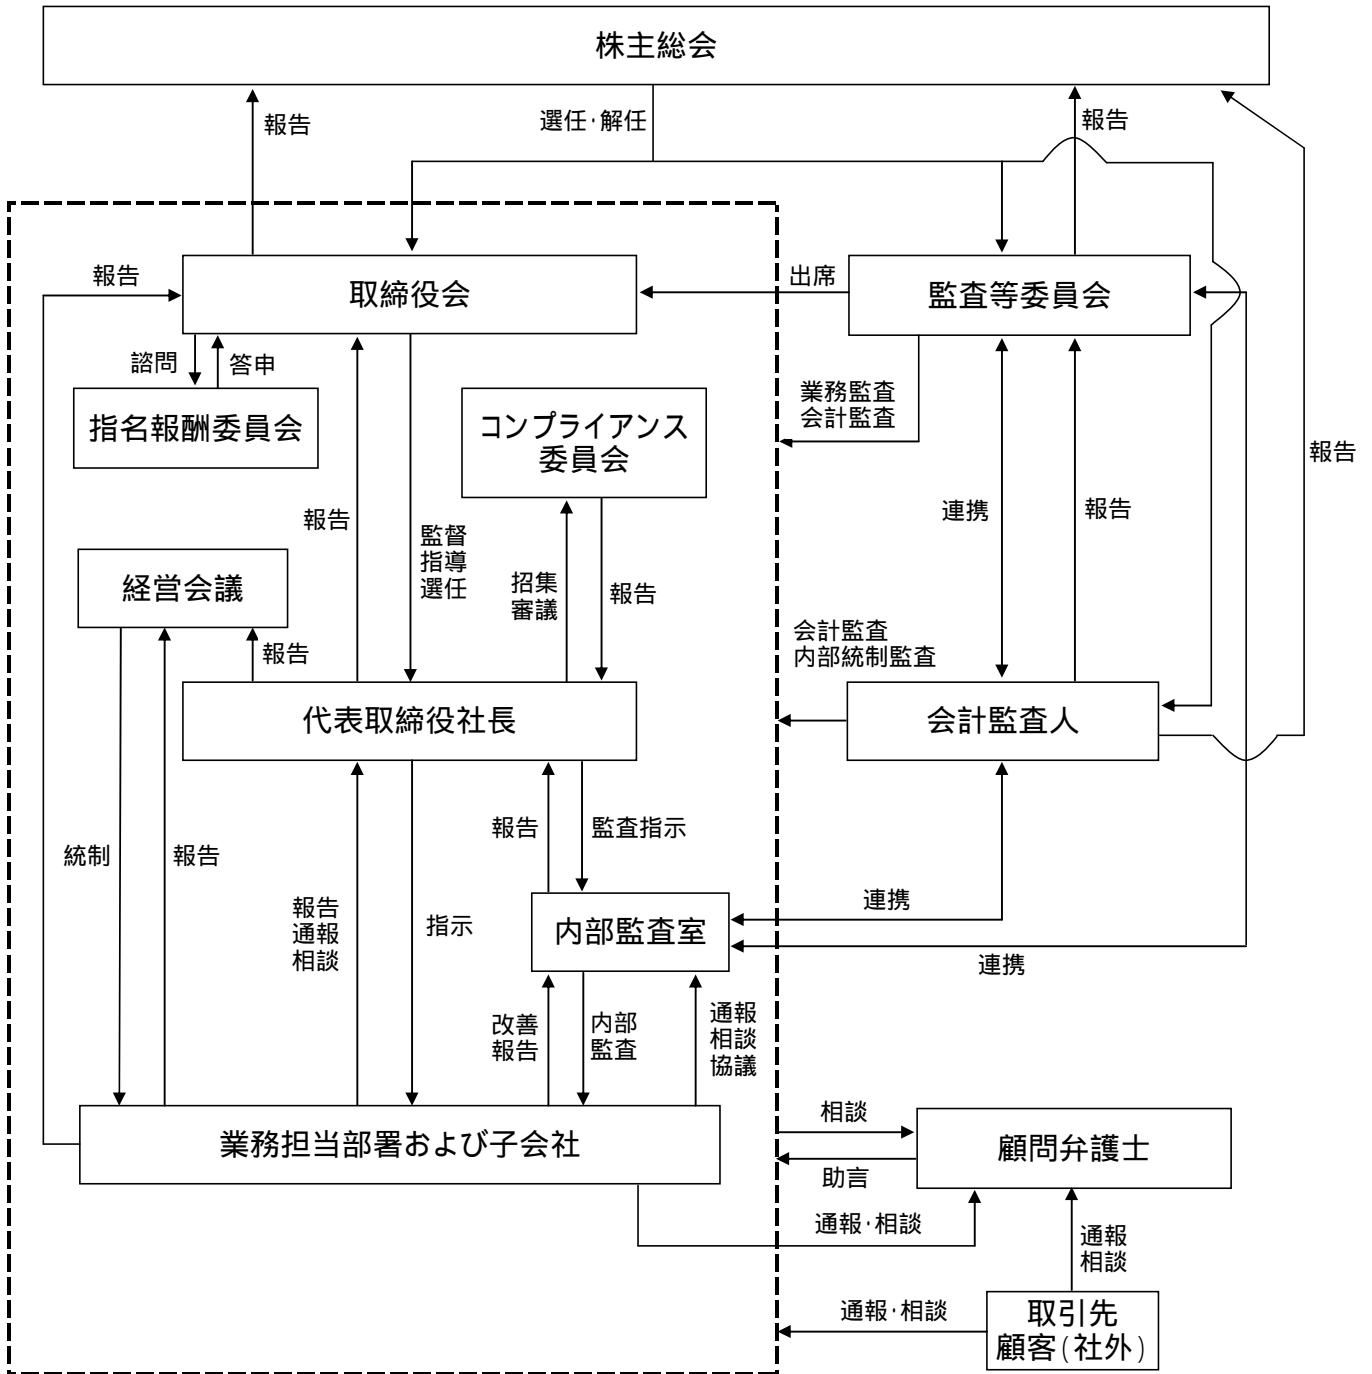 株主総会
報告
選任・解任
報告
報告
取締役会
出席
監査等委員会
諮問
答申
業務監査
会計監査
指名報酬委員会
コンプライアンス
委員会
報告
報告
監督
指導
選任
連携
報告
経営会議
招集
審議
報告
報告
会計監査
内部統制監査
代表取締役社長
会計監査人
統制
報告
報告
監査指示
報告
通報
相談
指示
連携
内部監査室
連携
改善
報告
内部
監査
通報
相談
協議
業務担当部署および子会社
相談
顧問弁護士
助言
通報・相談
通報
相談
通報・相談
取引先
顧客(社外)